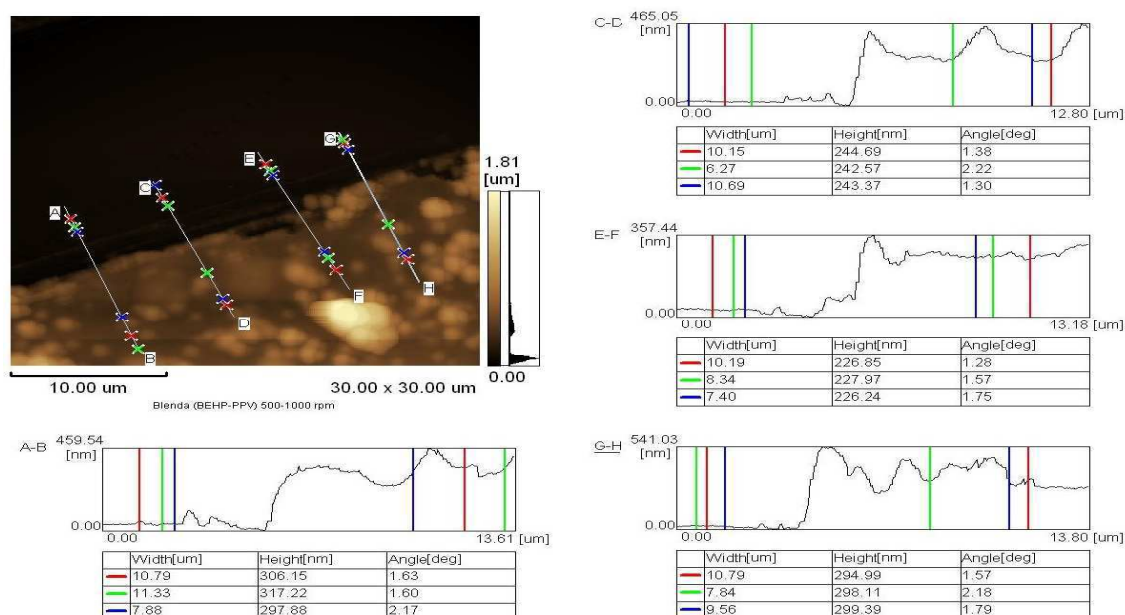 A
B
C
D
E
F
G
H
1.81
[um]
0.00
10.00 um
30.00 x 30.00 um
Blenda (BEHP-PPV) 500-1000 rpm
C-D
465.05
[nm]
0.00
0.00
12.80 [um]
Width[um] Height[nm] Angle[deg]
10.15 244.69 1.38
6.27 242.57 2.22
10.69 243.37 1.30
E-F
357.44
[nm]
0.00
0.00
13.18 [um]
Width[um] Height[nm] Angle[deg]
10.19 226.85 1.28
8.34 227.97 1.57
7.40 226.24 1.75
A-B
459.54
[nm]
0.00
0.00
13.61 [um]
Width[um] Height[nm] Angle[deg]
10.79 306.15 1.63
11.33 317.22 1.60
7.88 297.88 2.17
G-H
541.03
[nm]
0.00
0.00
13.80 [um]
Width[um] Height[nm] Angle[deg]
10.79 294.99 1.57
7.84 298.11 2.18
9.56 299.39 1.79